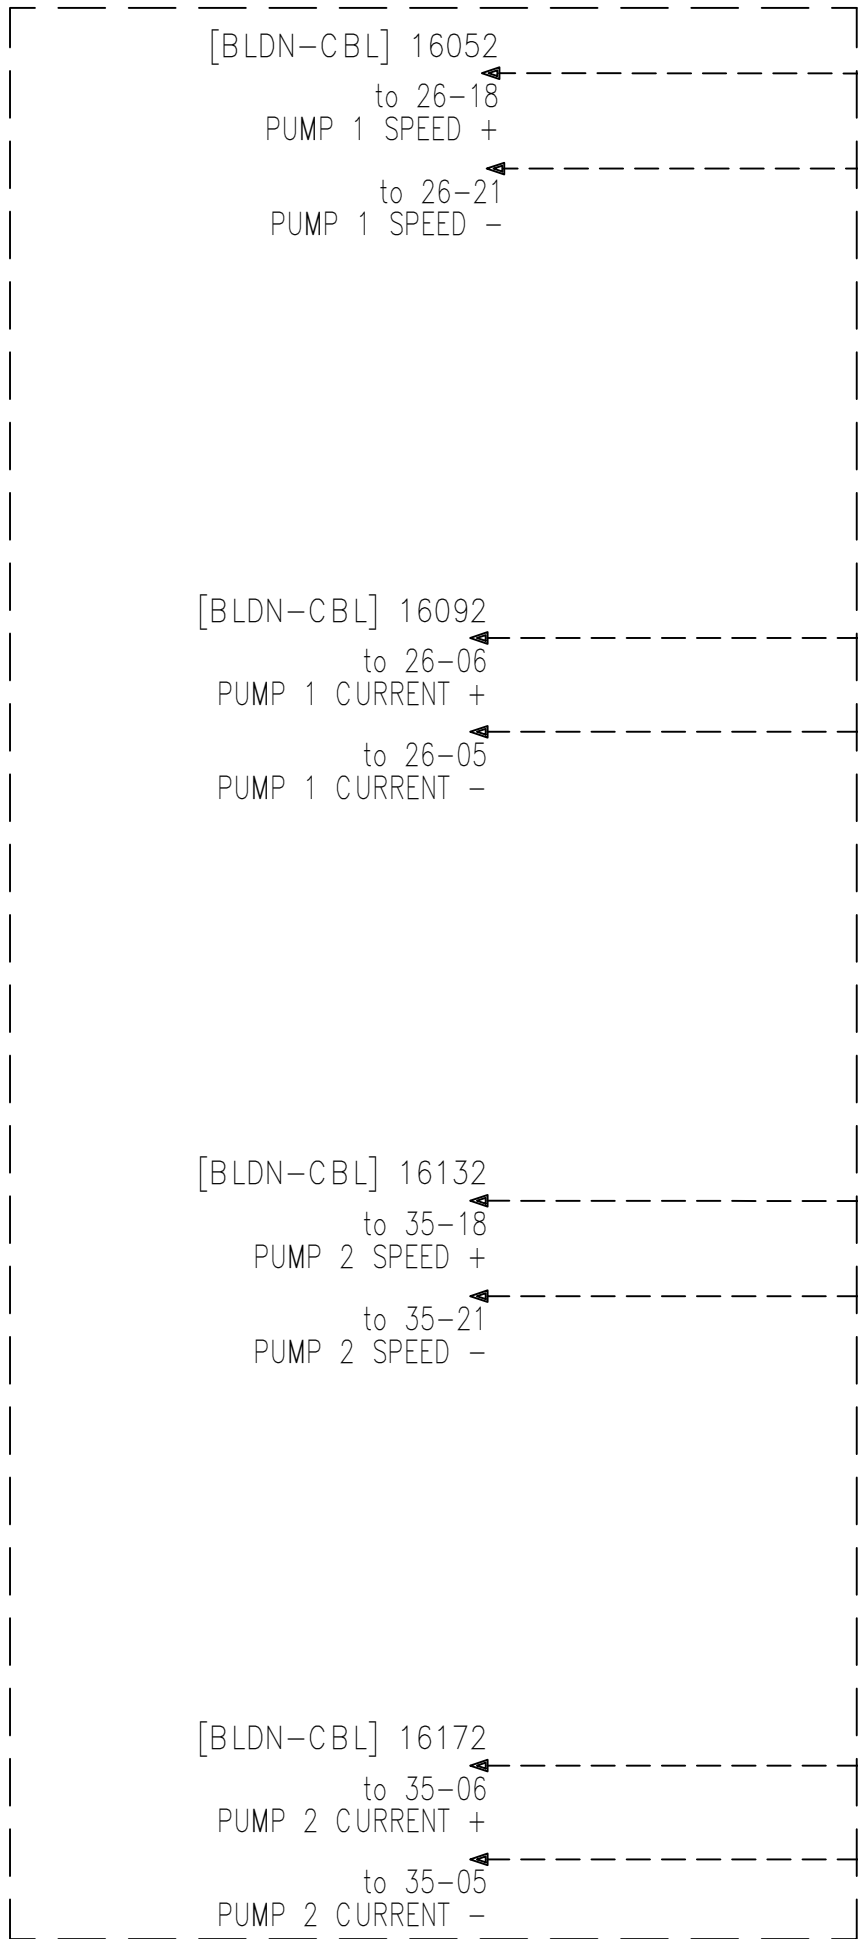 [BLDN-CBL] 16052
to 26-18
PUMP 1 SPEED +
to 26-21
PUMP 1 SPEED -
[BLDN-CBL] 16092
to 26-06
PUMP 1 CURRENT +
to 26-05
PUMP 1 CURRENT -
[BLDN-CBL] 16132
to 35-18
PUMP 2 SPEED +
to 35-21
PUMP 2 SPEED -
[BLDN-CBL] 16172
to 35-06
PUMP 2 CURRENT +
to 35-05
PUMP 2 CURRENT -